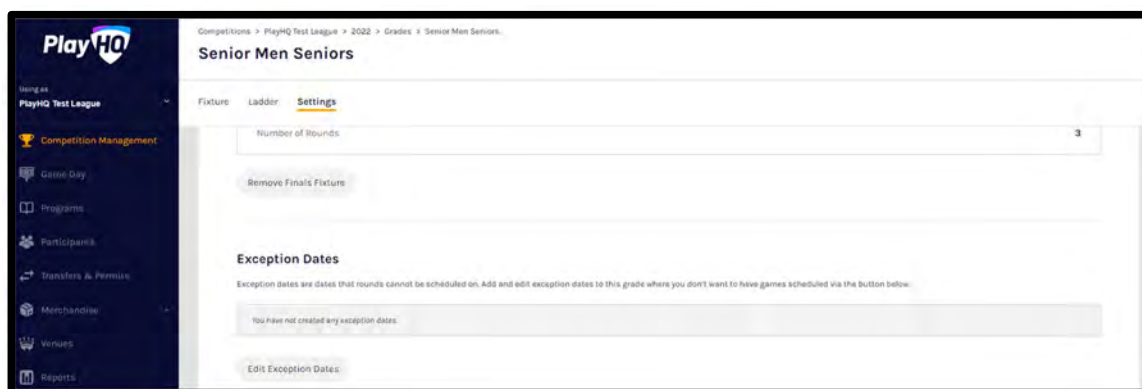 PlayHQ
Using as
PlayHQ Test League
Competition Management
Game Day
Programs
Participants
Transfers & Permits
Merchandise
Venues
Reports
Competitions > PlayHQ Test League > 2022 > Grades > Senior Men Seniors
Senior Men Seniors
Fixture Ladder Settings
Number of Rounds 3
Remove Finals Fixture
Exception Dates
Exception dates are dates that rounds cannot be scheduled on. Add and edit exception dates to this grade where you don't want to have games scheduled via the button below.
You have not created any exception dates.
Edit Exception Dates